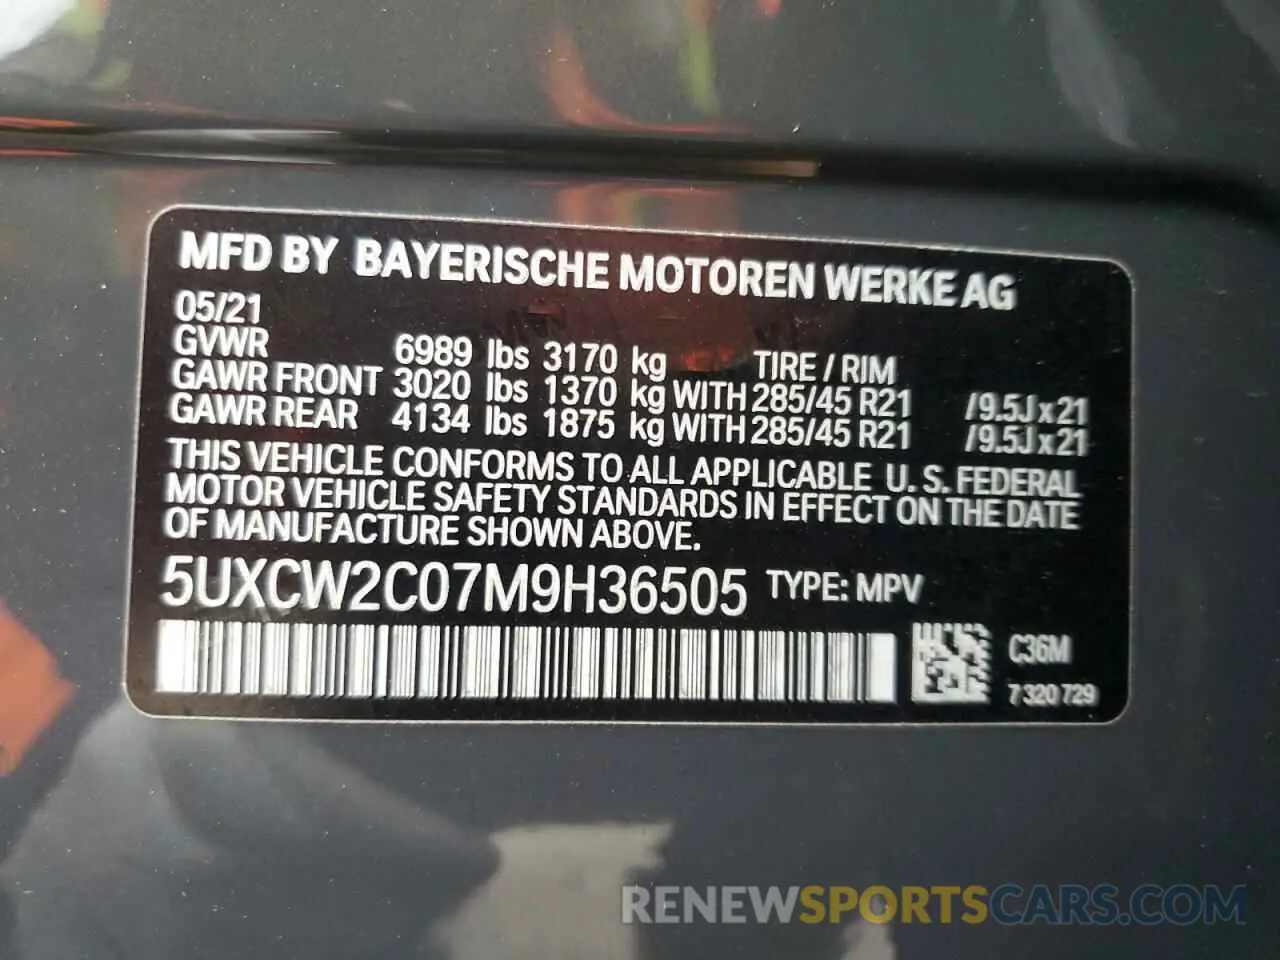 MFD BY BAYERISCHE MOTOREN WERKE AG
05/21
GVWR 6989 lbs 3170 kg TIRE / RIM
GAWR FRONT 3020 lbs 1370 kg WITH 285/45 R21 /9.5J x 21
GAWR REAR 4134 lbs 1875 kg WITH 285/45 R21 /9.5J x 21
THIS VEHICLE CONFORMS TO ALL APPLICABLE U.S. FEDERAL
MOTOR VEHICLE SAFETY STANDARDS IN EFFECT ON THE DATE
OF MANUFACTURE SHOWN ABOVE.
5UXCW2C07M9H36505 TYPE: MPV
C36M
7 320 729
RENEWSPORTSCARS.COM